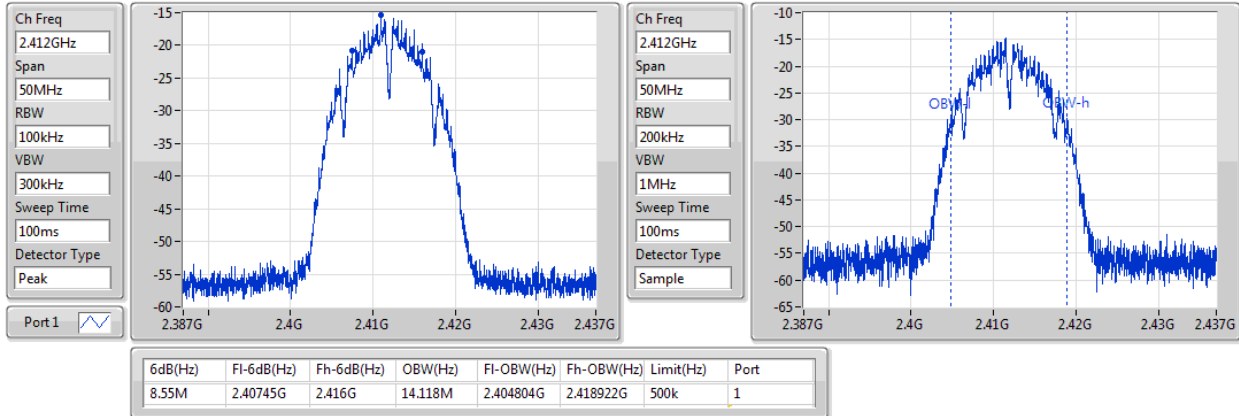 Ch Freq
2.412GHz
Span
50MHz
RBW
100kHz
VBW
300kHz
Sweep Time
100ms
Detector Type
Peak
Port 1
-15
-20
-25
-30
-35
-40
-45
-50
-55
-60
2.387G 2.4G 2.41G 2.42G 2.43G 2.437G
Ch Freq
2.412GHz
Span
50MHz
RBW
200kHz
VBW
1MHz
Sweep Time
100ms
Detector Type
Sample
-10
-15
-20
-25
-30
-35
-40
-45
-50
-55
-60
-65
OBW-l OBW-h
2.387G 2.4G 2.41G 2.42G 2.43G 2.437G
6dB(Hz) Fl-6dB(Hz) Fh-6dB(Hz) OBW(Hz) Fl-OBW(Hz) Fh-OBW(Hz) Limit(Hz) Port
8.55M 2.40745G 2.416G 14.118M 2.404804G 2.418922G 500k 1